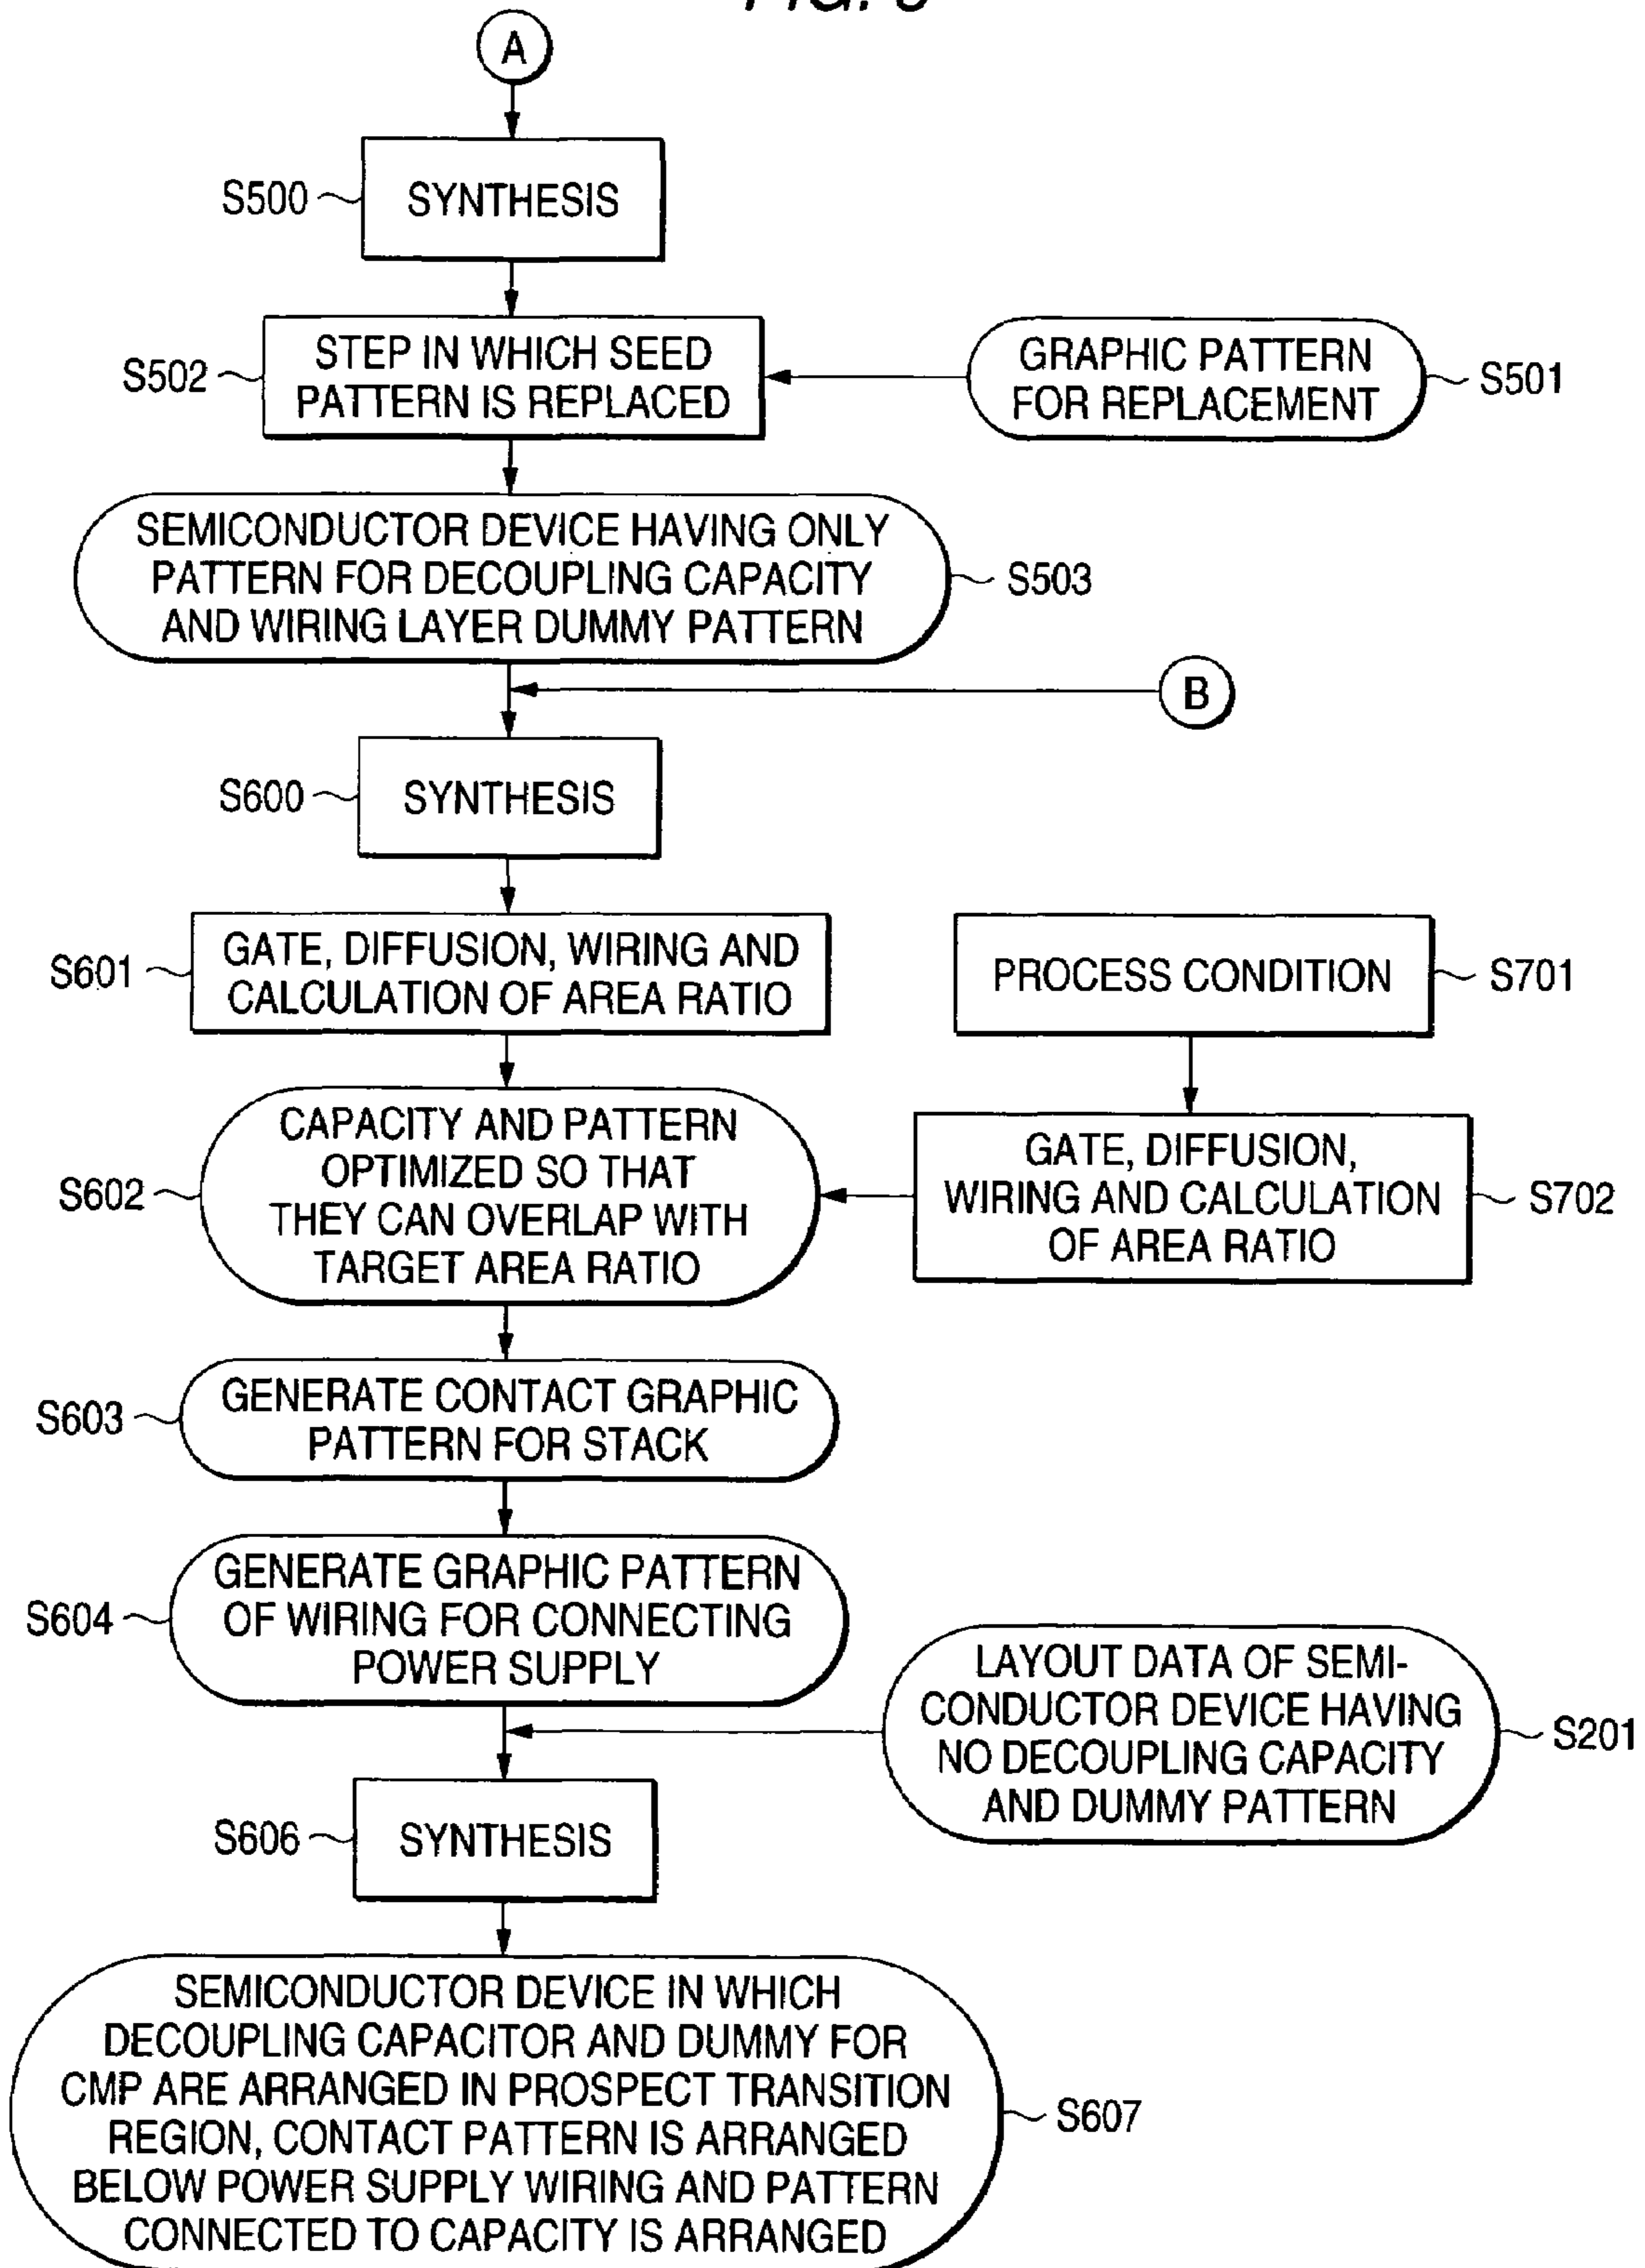 A
S500
SYNTHESIS
S502
STEP IN WHICH SEED
PATTERN IS REPLACED
GRAPHIC PATTERN
FOR REPLACEMENT
S501
SEMICONDUCTOR DEVICE HAVING ONLY
PATTERN FOR DECOUPLING CAPACITY
AND WIRING LAYER DUMMY PATTERN
S503
B
S600
SYNTHESIS
S601
GATE, DIFFUSION, WIRING AND
CALCULATION OF AREA RATIO
PROCESS CONDITION
S701
S602
CAPACITY AND PATTERN
OPTIMIZED SO THAT
THEY CAN OVERLAP WITH
TARGET AREA RATIO
GATE, DIFFUSION,
WIRING AND CALCULATION
OF AREA RATIO
S702
S603
GENERATE CONTACT GRAPHIC
PATTERN FOR STACK
S604
GENERATE GRAPHIC PATTERN
OF WIRING FOR CONNECTING
POWER SUPPLY
LAYOUT DATA OF SEMI-
CONDUCTOR DEVICE HAVING
NO DECOUPLING CAPACITY
AND DUMMY PATTERN
S201
S606
SYNTHESIS
SEMICONDUCTOR DEVICE IN WHICH
DECOUPLING CAPACITOR AND DUMMY FOR
CMP ARE ARRANGED IN PROSPECT TRANSITION
REGION, CONTACT PATTERN IS ARRANGED
BELOW POWER SUPPLY WIRING AND PATTERN
CONNECTED TO CAPACITY IS ARRANGED
S607